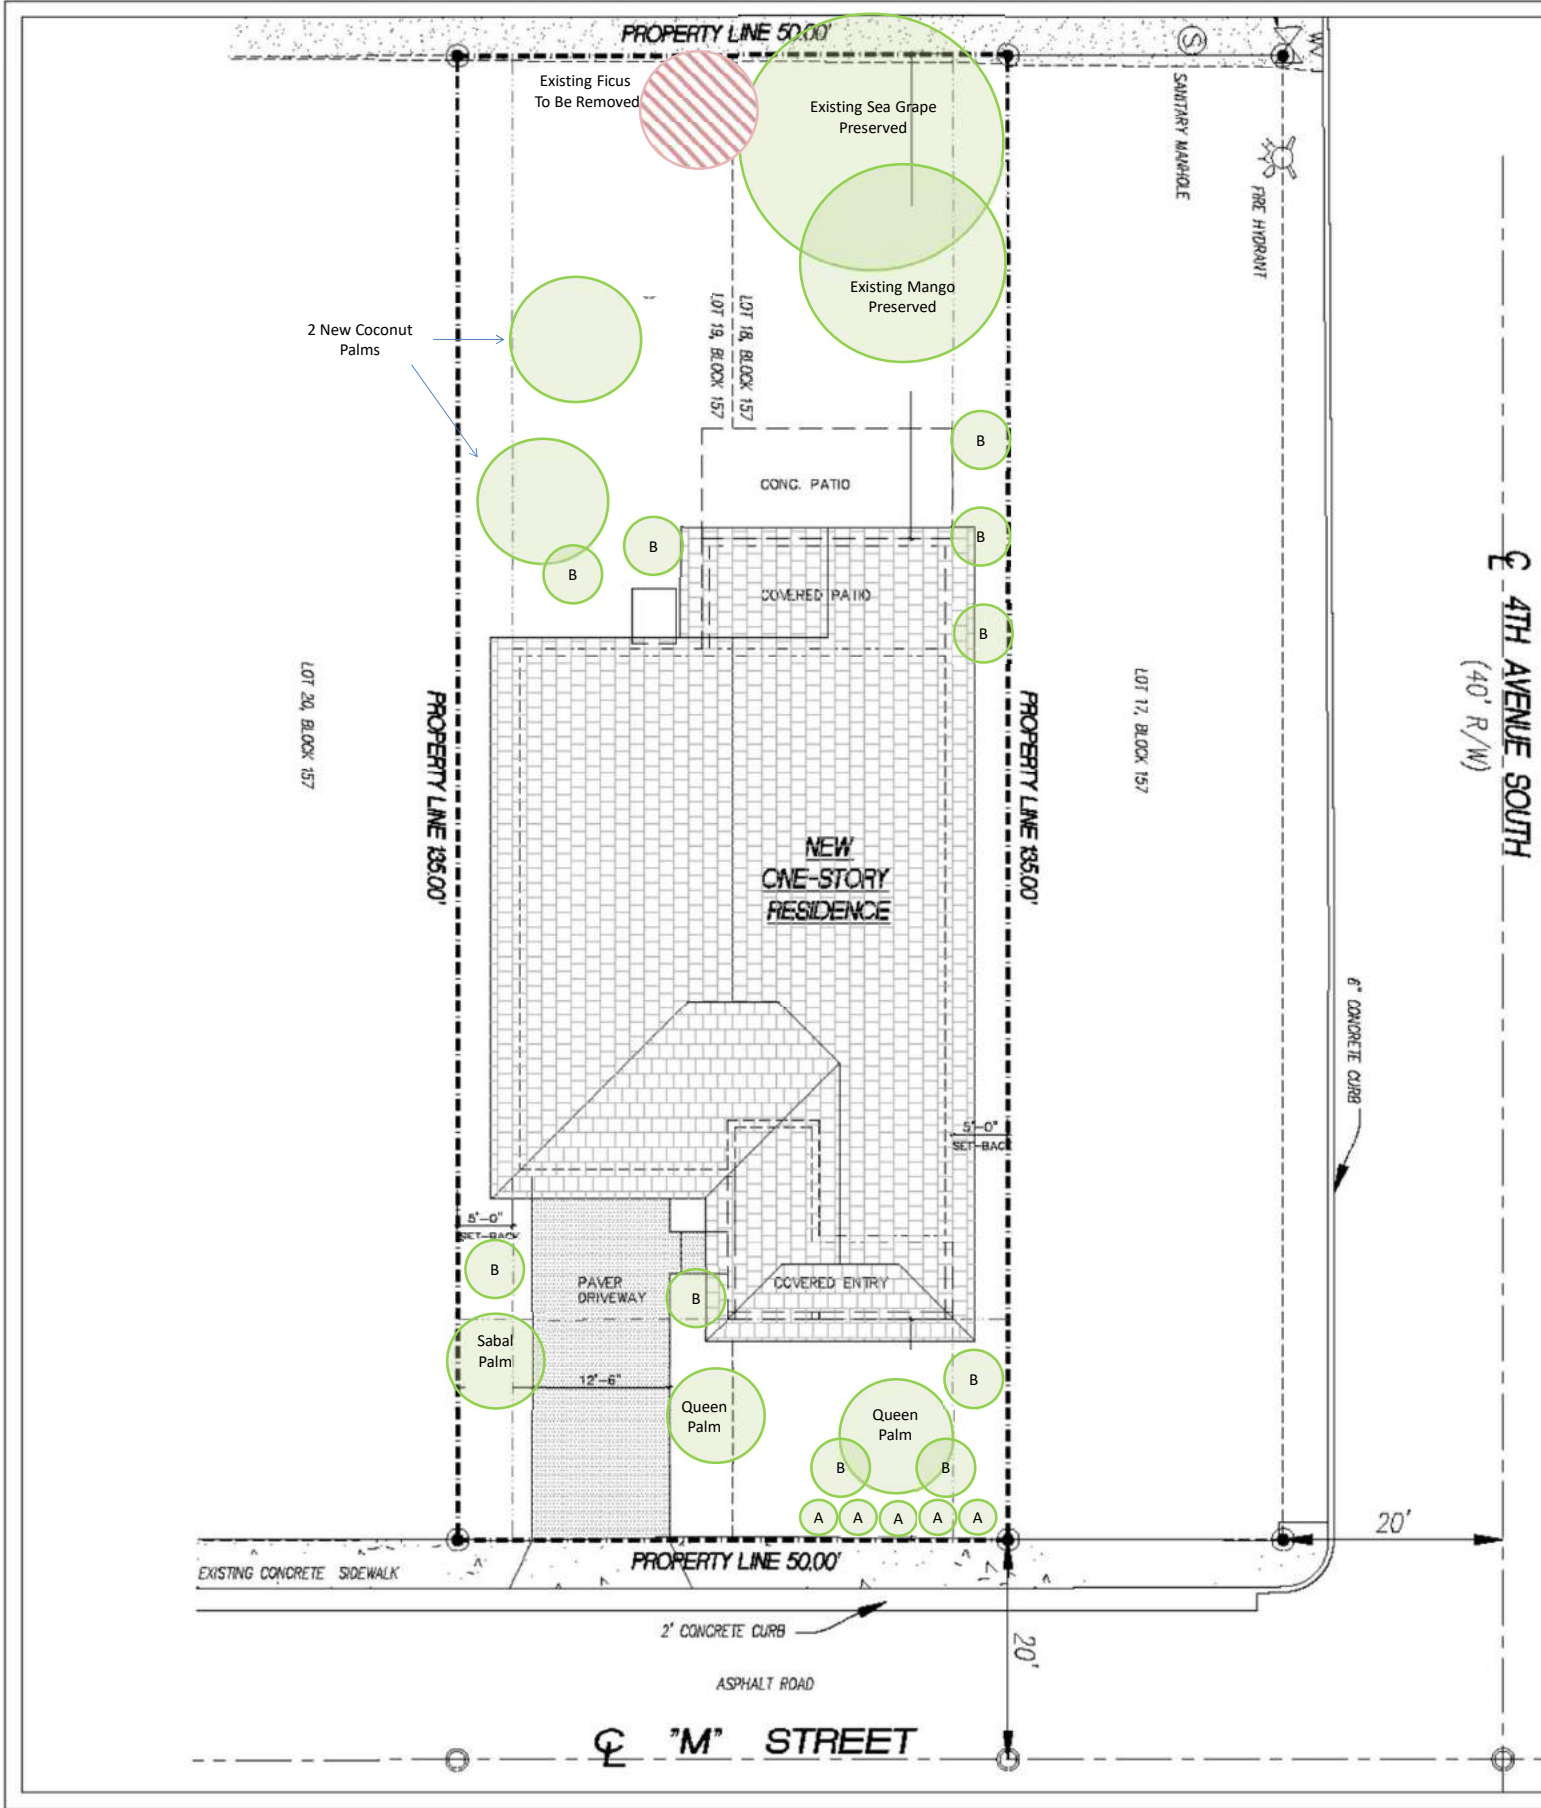 PROPERTY LINE 50.00'
S
WV
Existing Ficus
To Be Removed
Existing Sea Grape
Preserved
SANITARY MANHOLE
FIRE HYDRANT
Existing Mango
Preserved
2 New Coconut
Palms
LOT 19, BLOCK 157
LOT 18, BLOCK 157
B
CONC. PATIO
B
B
B
COVERED PATIO
B
LOT 20, BLOCK 157
PROPERTY LINE 135.00'
NEW
ONE-STORY
RESIDENCE
PROPERTY LINE 135.00'
LOT 17, BLOCK 157
CL 4TH AVENUE SOUTH
(40' R/W)
6" CONCRETE CURB
5'-0"
SET-BACK
5'-0"
SET-BACK
B
PAVER
DRIVEWAY
B
COVERED ENTRY
Sabal
Palm
12'-6"
B
Queen
Palm
Queen
Palm
B
B
A
A
A
A
A
20'
EXISTING CONCRETE SIDEWALK
PROPERTY LINE 50.00'
2' CONCRETE CURB
20'
ASPHALT ROAD
CL "M" STREET